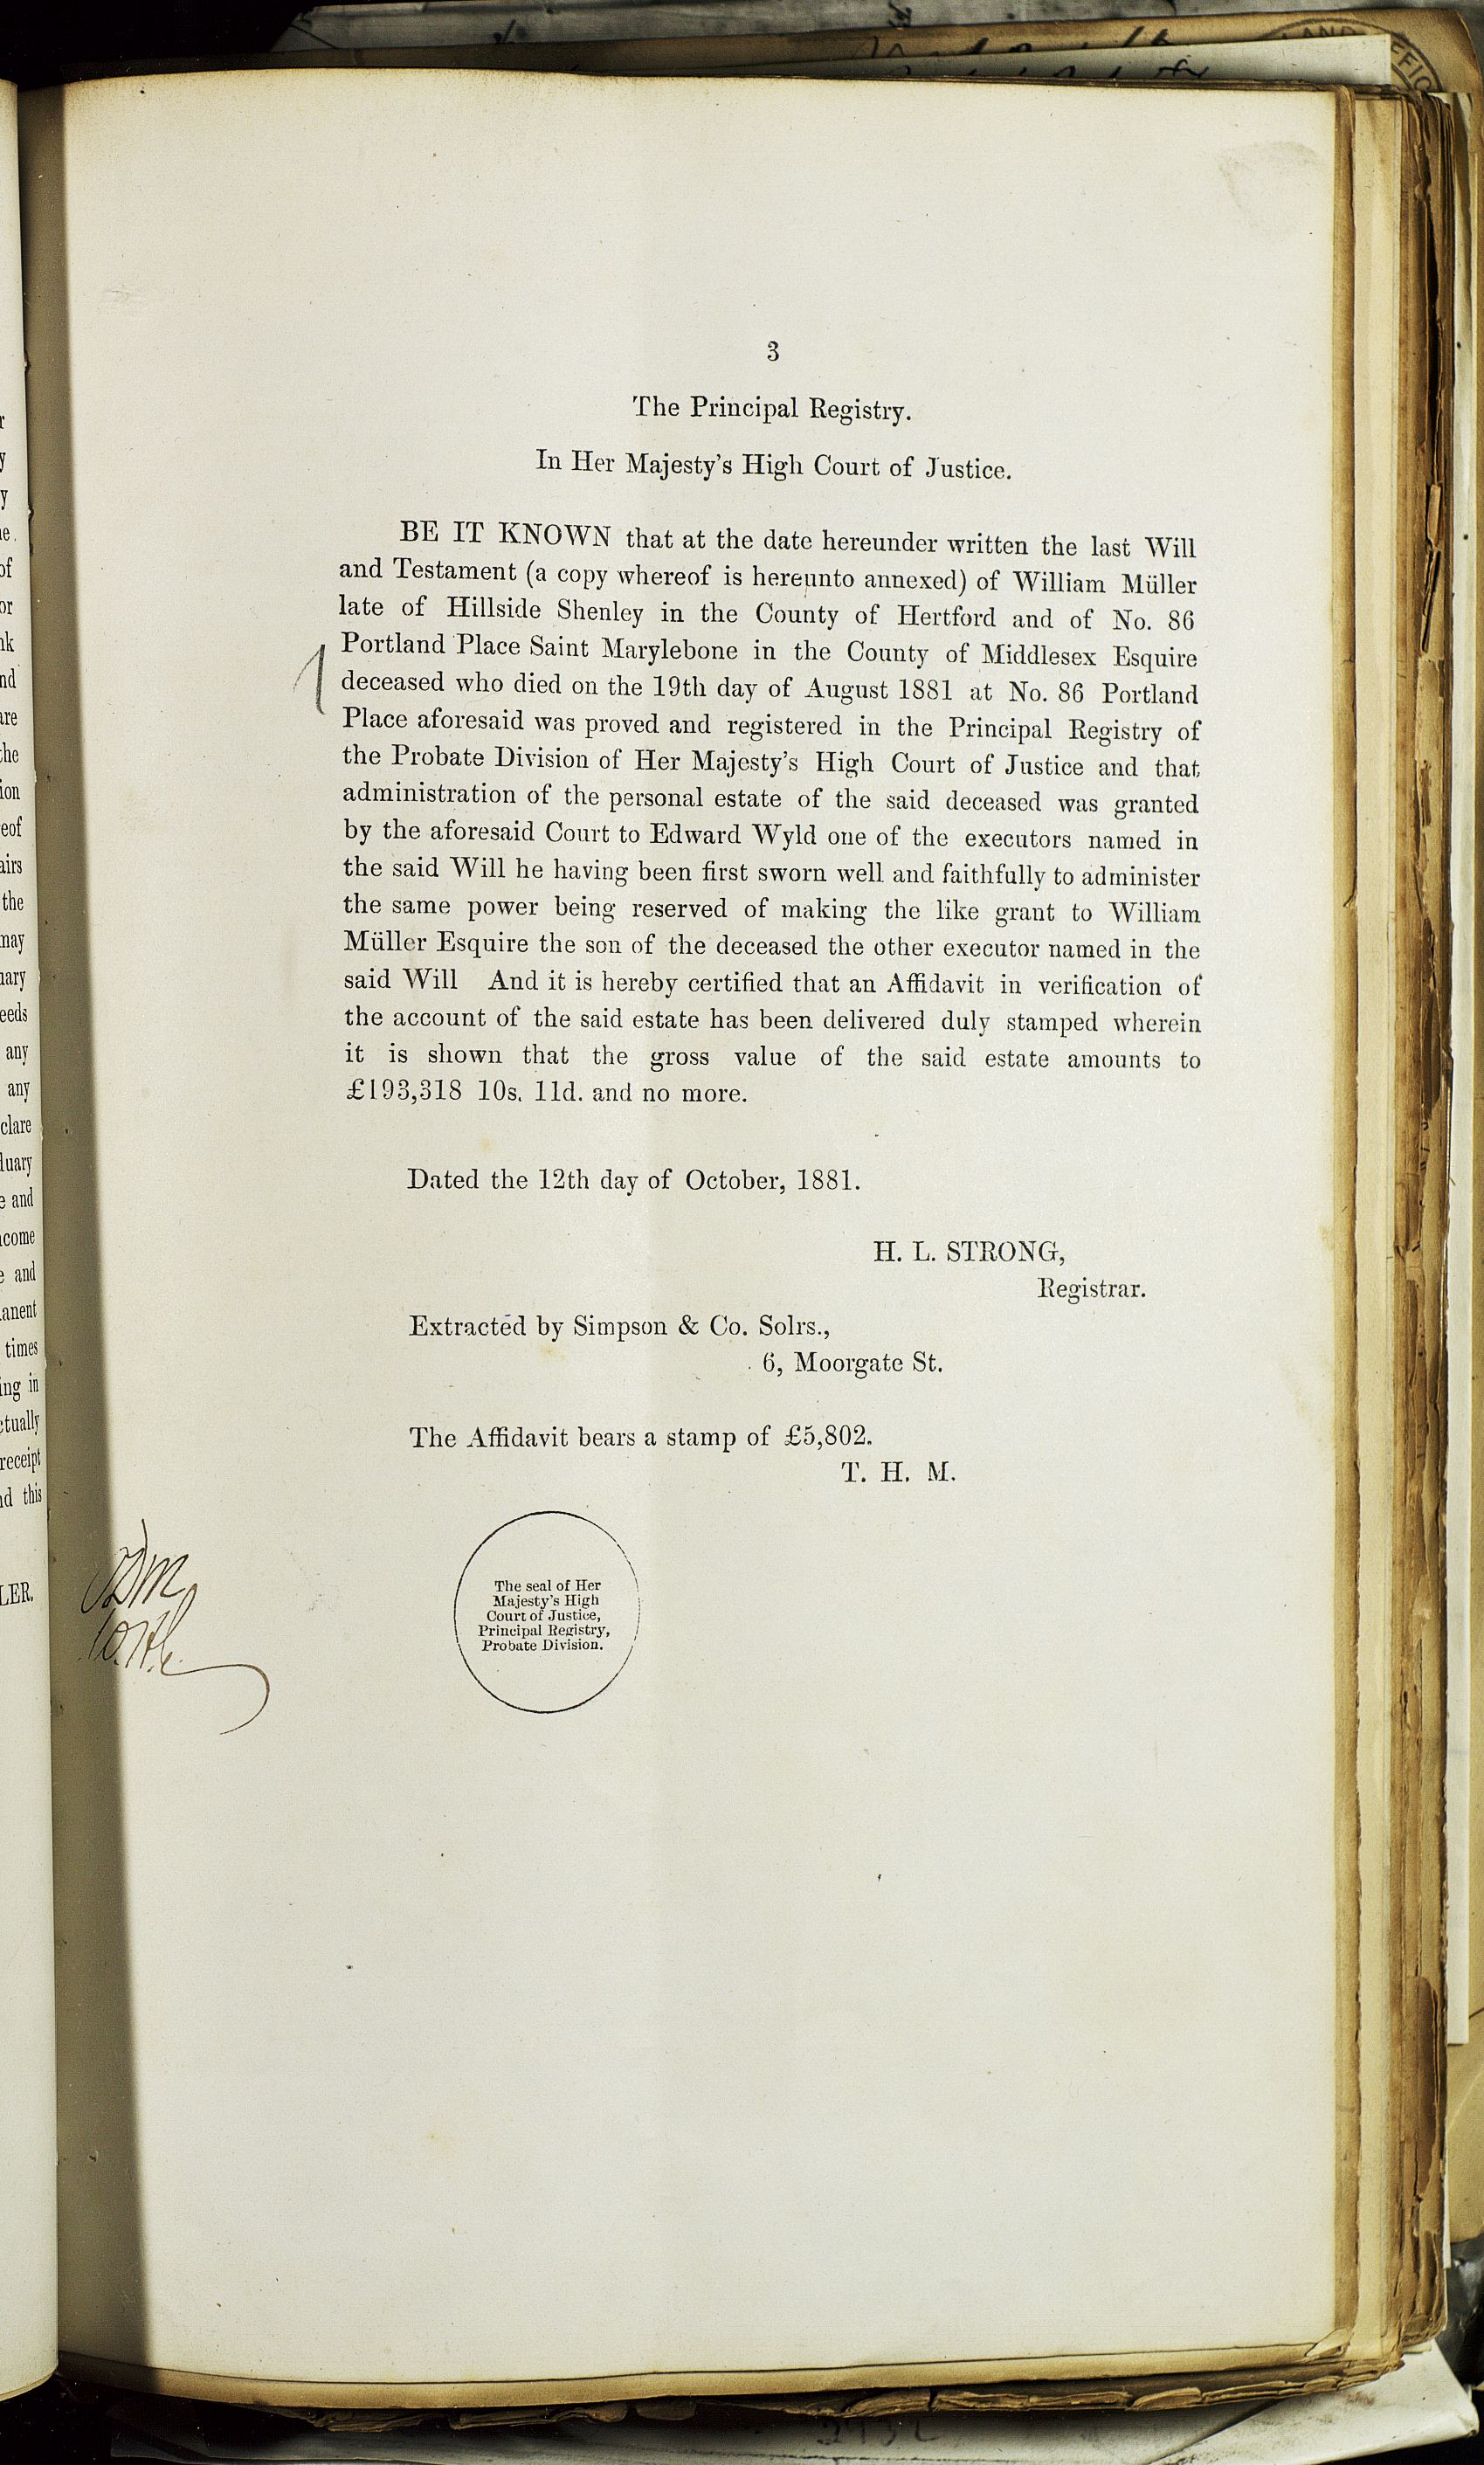 3
The Principal Registry.
In Her Majesty's High Court of Justice.
BE IT KNOWN that at the date hereunder written the last Will
and Testament (a copy whereof is hereunto annexed) of William Müller
late of Hillside Shenley in the County of Hertford and of No. 86
Portland Place Saint Marylebone in the County of Middlesex Esquire
deceased who died on the 19th day of August 1881 at No. 86 Portland
Place aforesaid was proved and registered in the Principal Registry of
the Probate Division of Her Majesty's High Court of Justice and that
administration of the personal estate of the said deceased was granted
by the aforesaid Court to Edward Wyld one of the executors named in
the said Will he having been first sworn well and faithfully to administer
the same power being reserved of making the like grant to William
Müller Esquire the son of the deceased the other executor named in the
said Will And it is hereby certified that an Affidavit in verification of
the account of the said estate has been delivered duly stamped wherein
it is shown that the gross value of the said estate amounts to
£193,318 10s. 11d. and no more.
Dated the 12th day of October, 1881.
H. L. STRONG,
Registrar.
Extracted by Simpson & Co. Solrs.,
6, Moorgate St.
The Affidavit bears a stamp of £5,802.
T. H. M.
The seal of Her
Majesty's High
Court of Justice,
Principal Registry,
Probate Division.